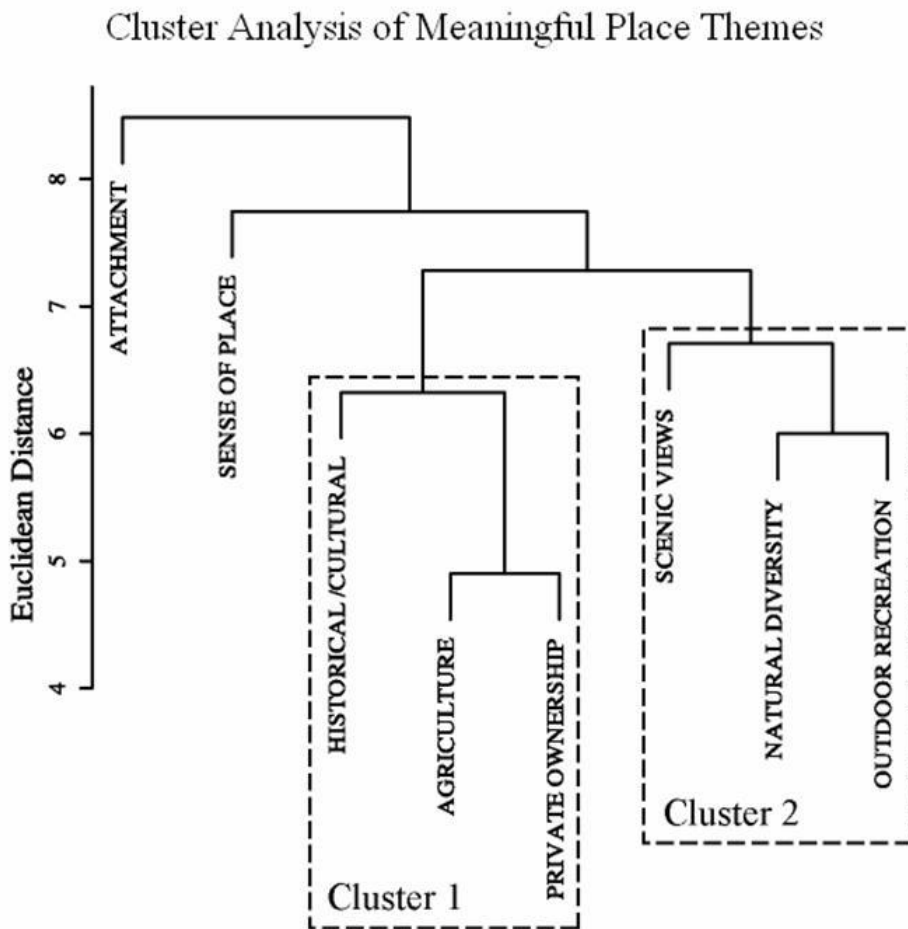 Cluster Analysis of Meaningful Place Themes
Euclidean Distance
8
7
6
5
4
ATTACHMENT
SENSE OF PLACE
HISTORICAL /CULTURAL
AGRICULTURE
PRIVATE OWNERSHIP
SCENIC VIEWS
NATURAL DIVERSITY
OUTDOOR RECREATION
Cluster 1
Cluster 2